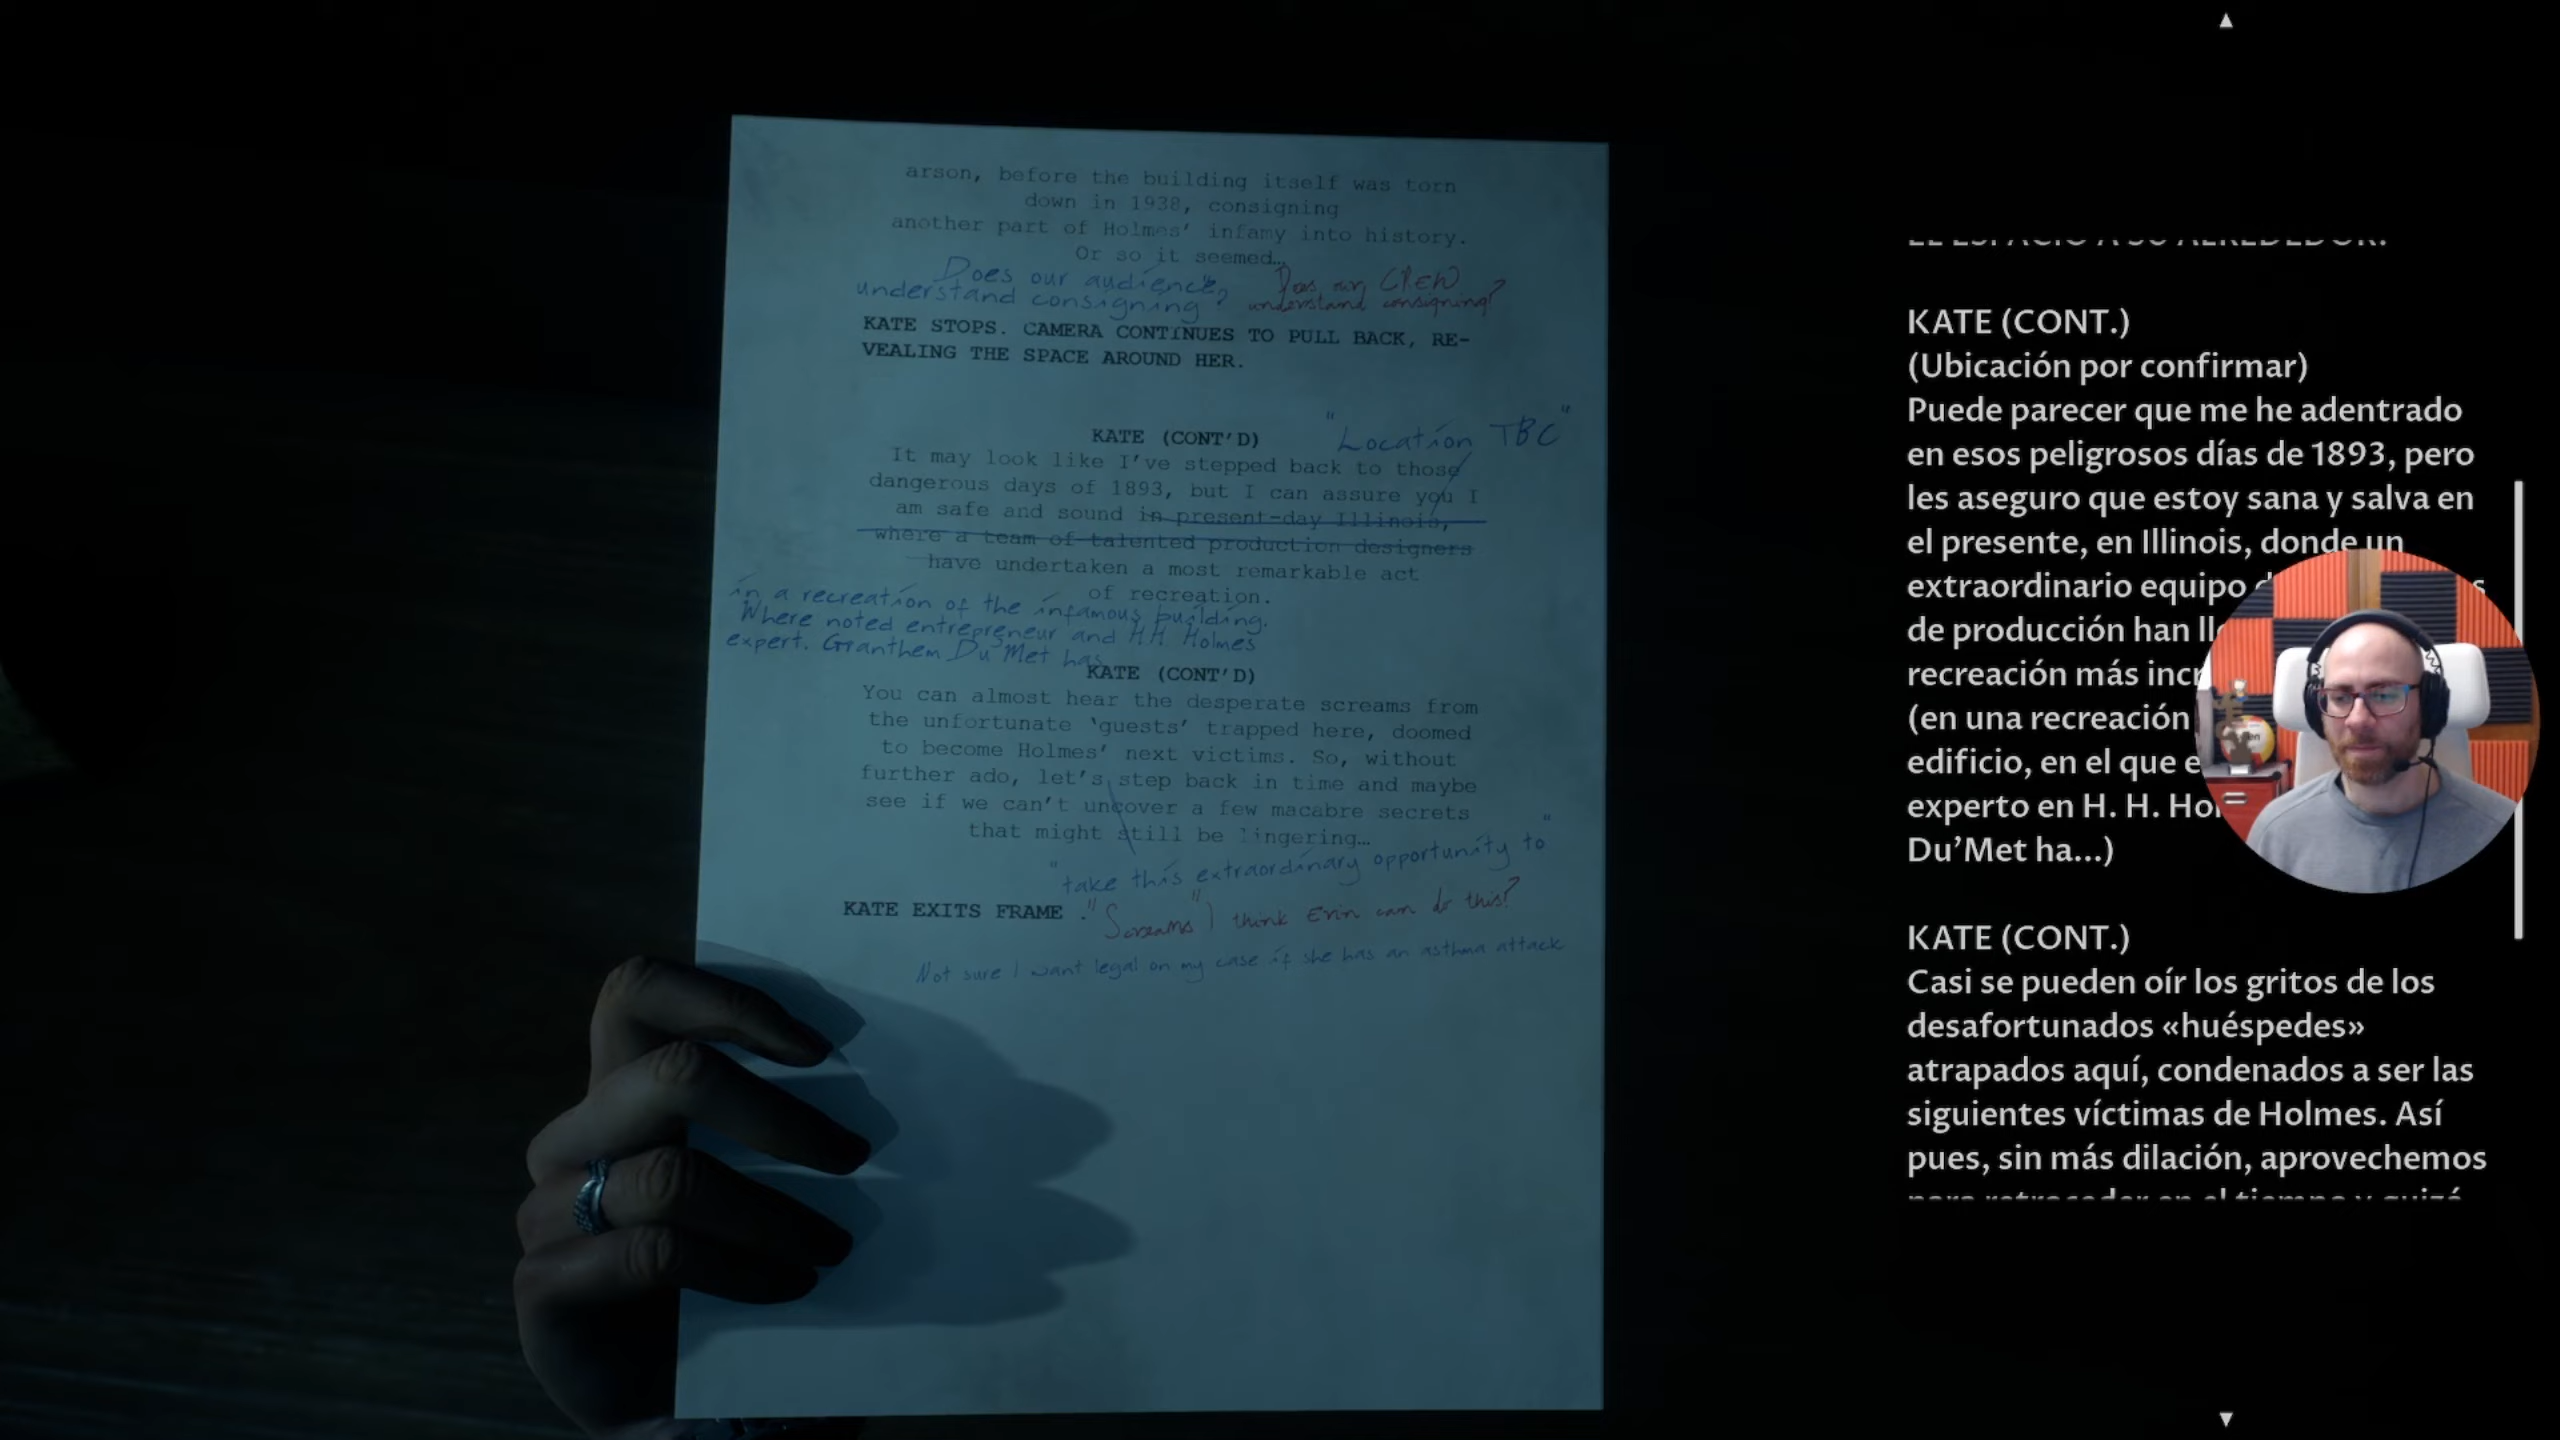 arson, before the building itself was torn
down in 1938, consigning
another part of Holmes' infamy into history.
Or so it seemed…
Does our audience
understand consigning?
Does our CREW
understand consigning?
KATE STOPS. CAMERA CONTINUES TO PULL BACK, RE-
VEALING THE SPACE AROUND HER.
KATE (CONT'D)
"Location TBC"
It may look like I've stepped back to those
dangerous days of 1893, but I can assure you I
am safe and sound in present-day Illinois,
where a team of talented production designers
have undertaken a most remarkable act
of recreation.
in a recreation of the infamous building.
Where noted entrepreneur and HH Holmes
expert. Granthem Du'Met has
KATE (CONT'D)
You can almost hear the desperate screams from
the unfortunate 'guests' trapped here, doomed
to become Holmes' next victims. So, without
further ado, let's step back in time and maybe
see if we can't uncover a few macabre secrets
that might still be lingering…
"take this extraordinary opportunity to"
KATE EXITS FRAME .
"Screams" I think Erin can do this?
Not sure I want legal on my case if she has an asthma attack
EL ESPACIO A SU ALREDEDOR.
KATE (CONT.)
(Ubicación por confirmar)
Puede parecer que me he adentrado
en esos peligrosos días de 1893, pero
les aseguro que estoy sana y salva en
el presente, en Illinois, donde un
extraordinario equipo
de producción han
recreación más
(en una recreación
edificio, en el que
experto en H. H.
Du'Met ha…)
KATE (CONT.)
Casi se pueden oír los gritos de los
desafortunados «huéspedes»
atrapados aquí, condenados a ser las
siguientes víctimas de Holmes. Así
pues, sin más dilación, aprovechemos
para retroceder en el tiempo y quizá